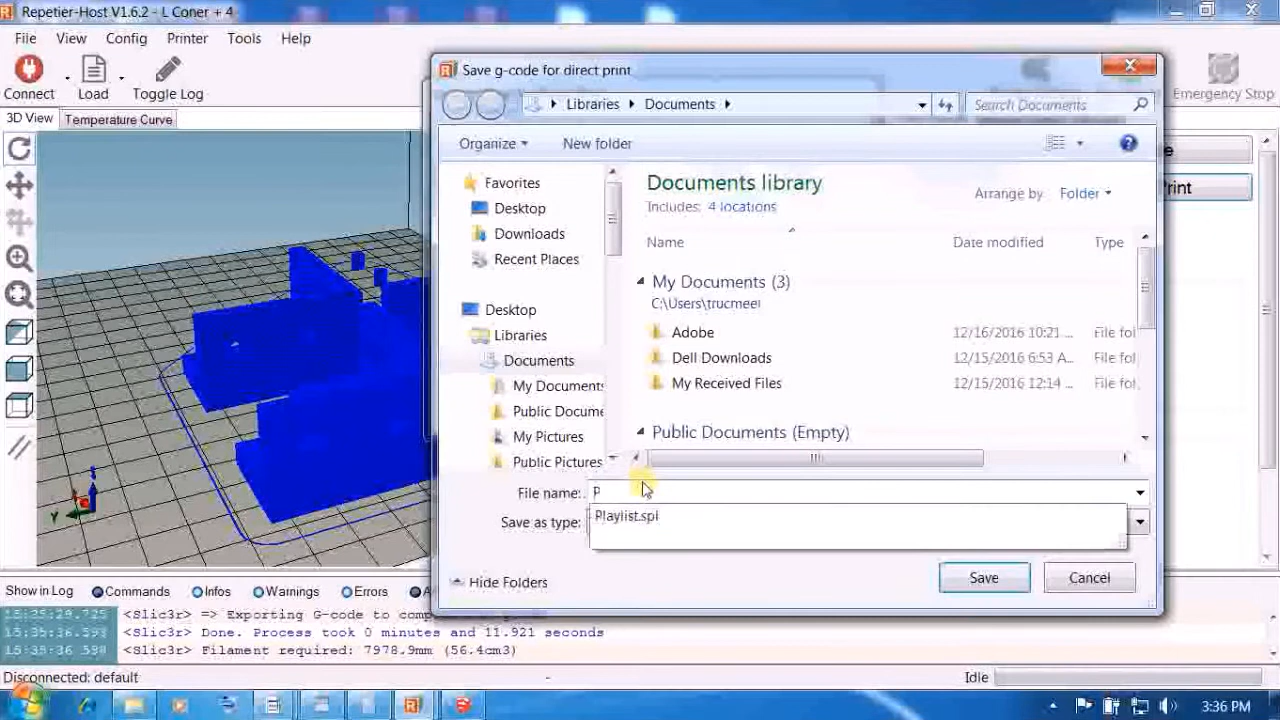 Repetier-Host V1.6.2 - L Coner + 4
File View Config Printer Tools Help
Connect Load Toggle Log
Emergency Stop
3D View Temperature Curve
Save g-code for direct print
Libraries Documents
Search Documents
Organize New folder
Favorites
Desktop
Downloads
Recent Places
Desktop
Libraries
Documents
My Documents
Public Docume
My Pictures
Public Pictures
Documents library
Includes: 4 locations
Arrange by Folder
Name Date modified Type
My Documents (3)
C:\Users\trucmeel
Adobe 12/16/2016 10:21 ... File fol
Dell Downloads 12/15/2016 6:53 A... File fol
My Received Files 12/15/2016 12:14 ... File fol
Public Documents (Empty)
File name: p
Playlist.spl
Save as type:
Hide Folders
Save Cancel
Print
Y
Show in Log Commands Infos Warnings Errors
15:35:29.725 <Slic3r> => Exporting G-code to comp
15:35:36.593 <Slic3r> Done. Process took 0 minutes and 11.921 seconds
15:35:36.598 <Slic3r> Filament required: 7978.9mm (56.4cm3)
Disconnected: default - Idle
3:36 PM